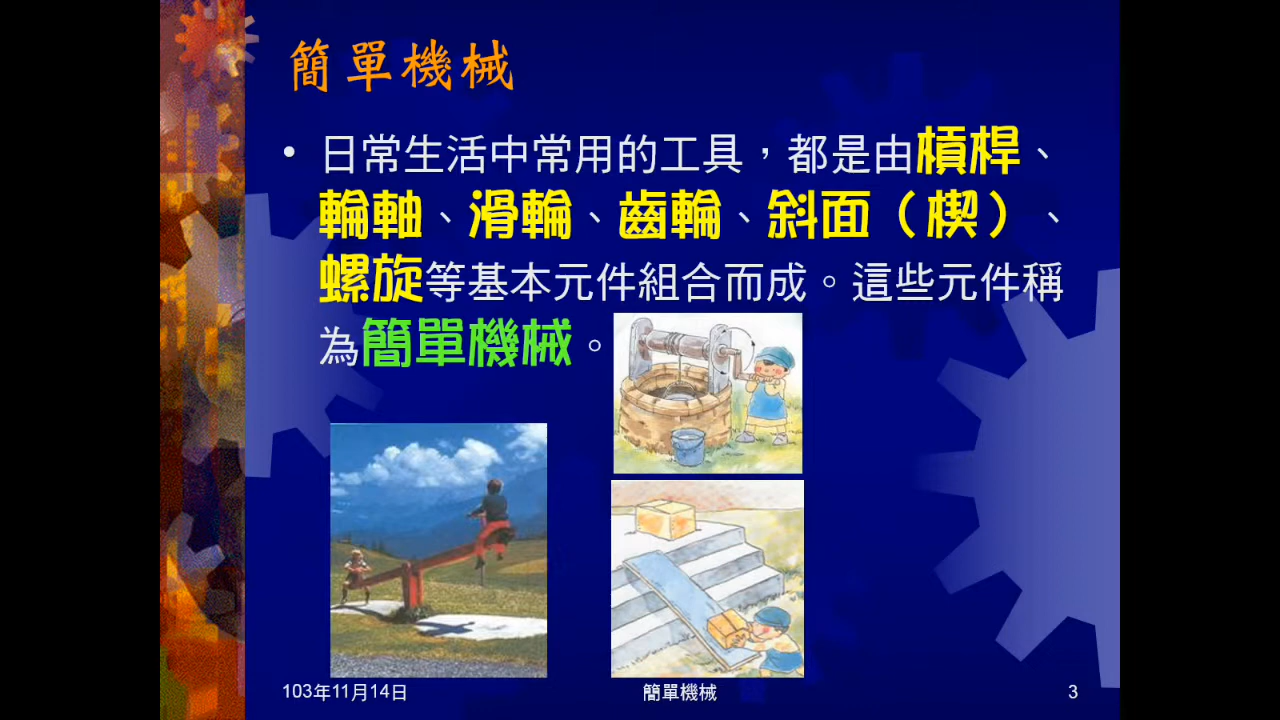 簡單機械
• 日常生活中常用的工具，都是由槓桿、
輪軸、滑輪、齒輪、斜面（楔）、
螺旋等基本元件組合而成。這些元件稱
為簡單機械。
103年11月14日
簡單機械
3